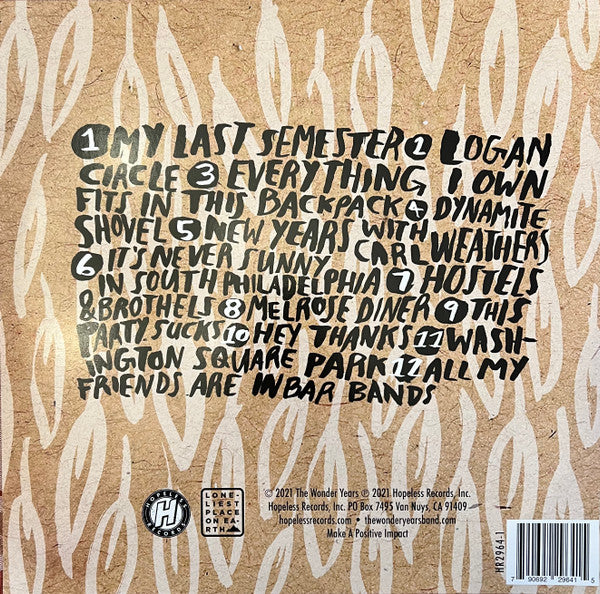 1 MY LAST SEMESTER 2 LOGAN
CIRCLE 3 EVERYTHING I OWN
FITS IN THIS BACKPACK 4 DYNAMITE
SHOVEL 5 NEW YEARS WITH
CARL WEATHERS
6 IT'S NEVER SUNNY
IN SOUTH PHILADELPHIA 7 HOSTELS
& BROTHELS 8 MELROSE DINER 9 THIS
PARTY SUCKS 10 HEY THANKS 11 WASH-
INGTON SQUARE PARK 12 ALL MY
FRIENDS ARE IN BAR BANDS
HOPELESS
H
RECORDS
LONE-
LIEST
PLACE
ON EA-
RTH
© 2021 The Wonder Years ℗ 2021 Hopeless Records, Inc.
Hopeless Records, Inc. PO Box 7495 Van Nuys, CA 91409
hopelessrecords.com • thewonderyearsband.com
Make A Positive Impact
HR2964-1
7 90692 29641 5